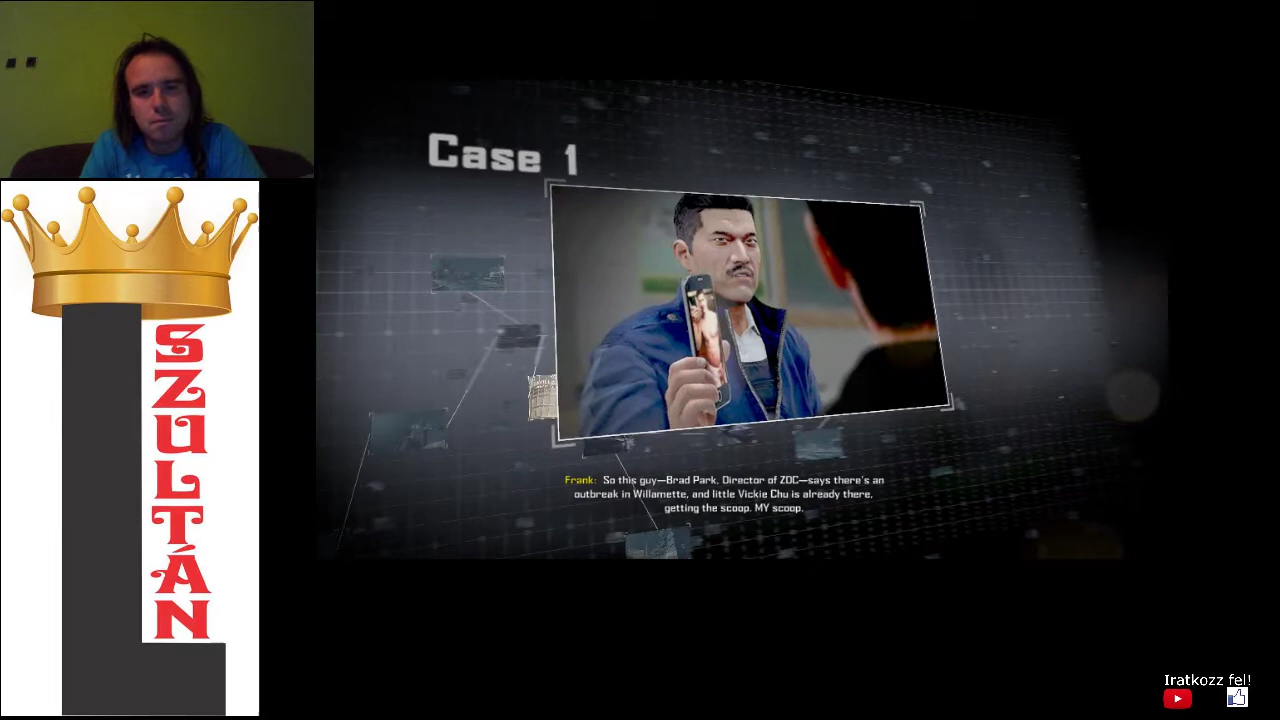 Case 1
Frank: So this guy—Brad Park, Director of ZDC—says there's an
outbreak in Willamette, and little Vickie Chu is already there,
getting the scoop. MY scoop.
L
SZULTÁN
Iratkozz fel!